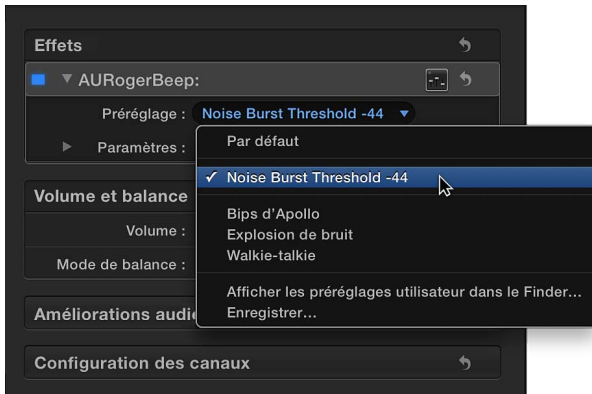 Effets
AURogerBeep:
Préréglage : Noise Burst Threshold -44
Par défaut
Paramètres :
✓ Noise Burst Threshold -44
Volume et balance
Bips d'Apollo
Volume :
Explosion de bruit
Walkie-talkie
Mode de balance :
Afficher les préréglages utilisateur dans le Finder...
Améliorations audi
Enregistrer...
Configuration des canaux